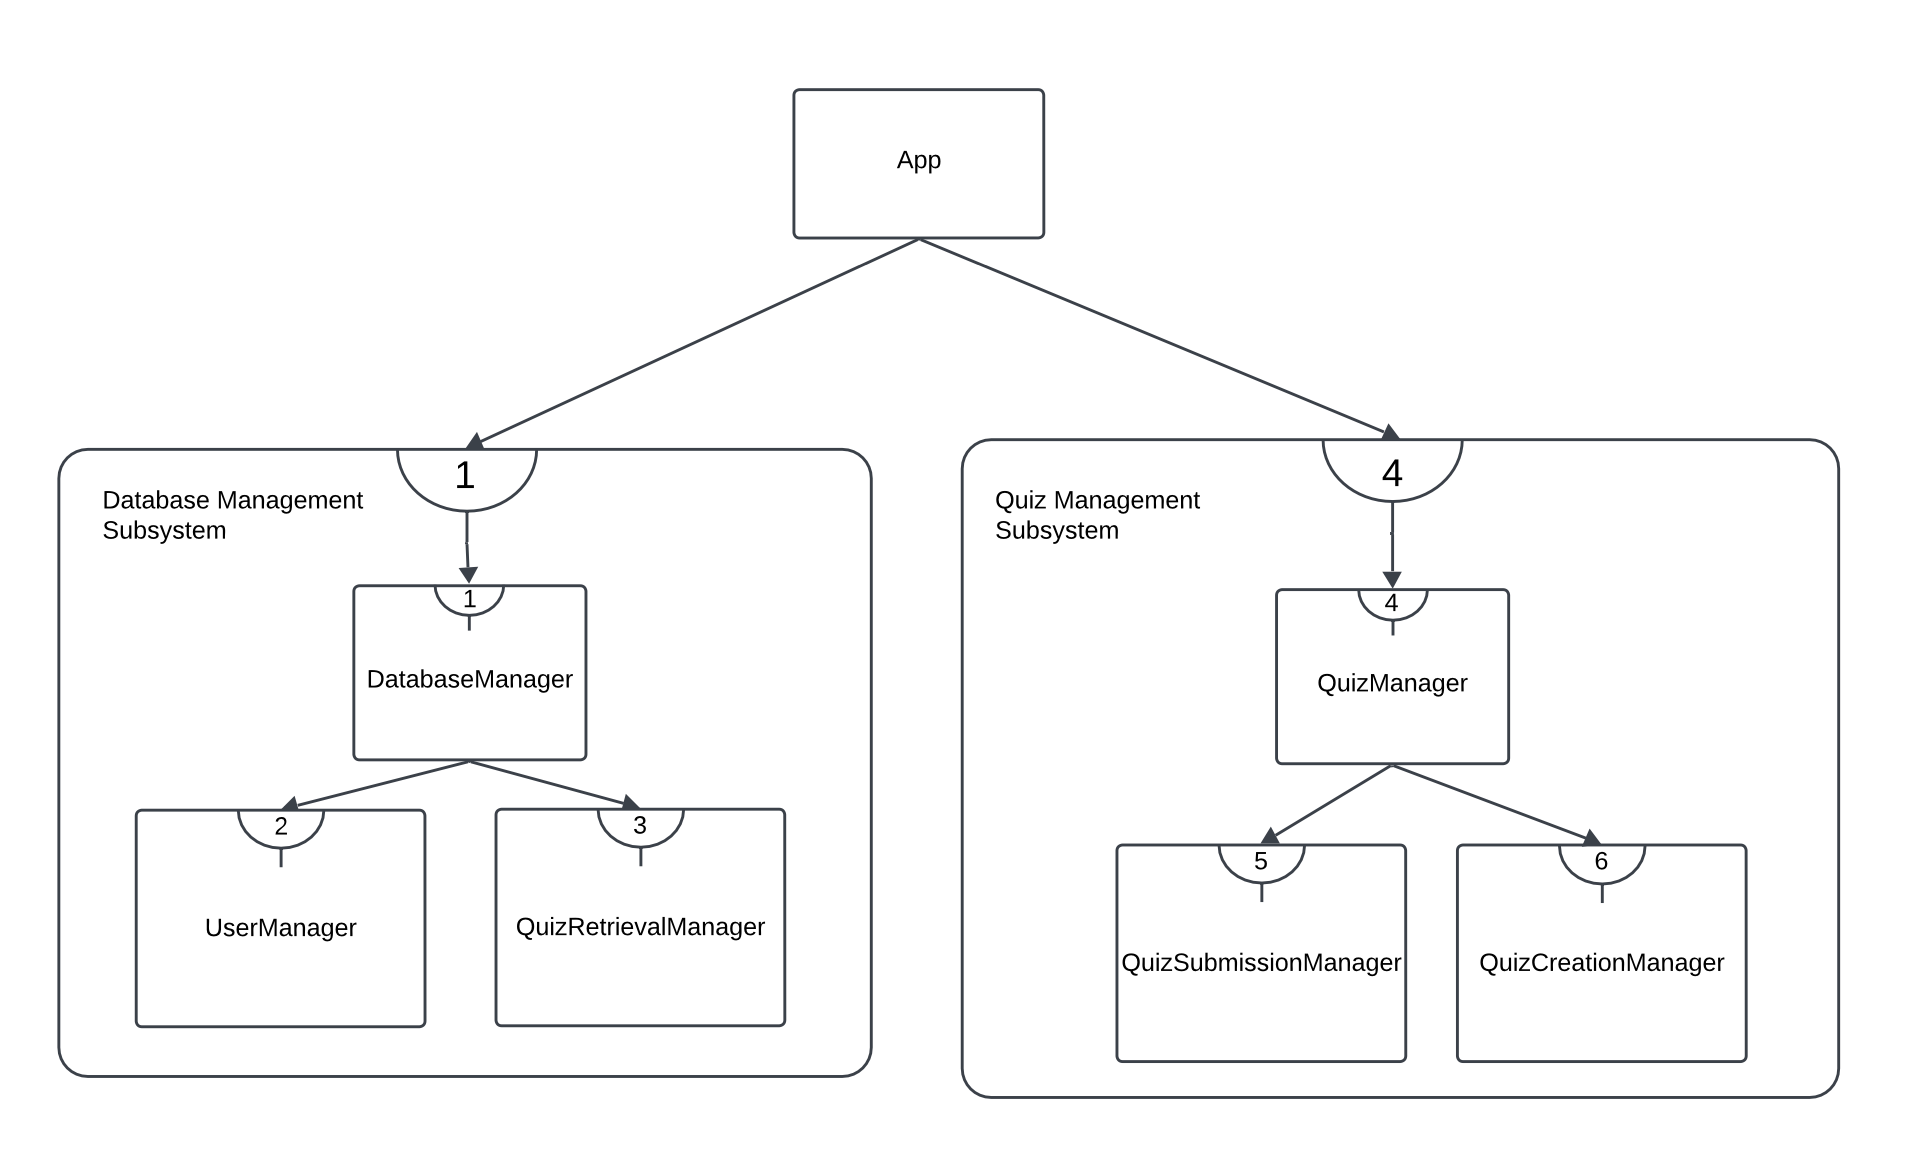 App
1
Database Management
Subsystem
1
DatabaseManager
2
UserManager
3
QuizRetrievalManager
4
Quiz Management
Subsystem
4
QuizManager
5
QuizSubmissionManager
6
QuizCreationManager